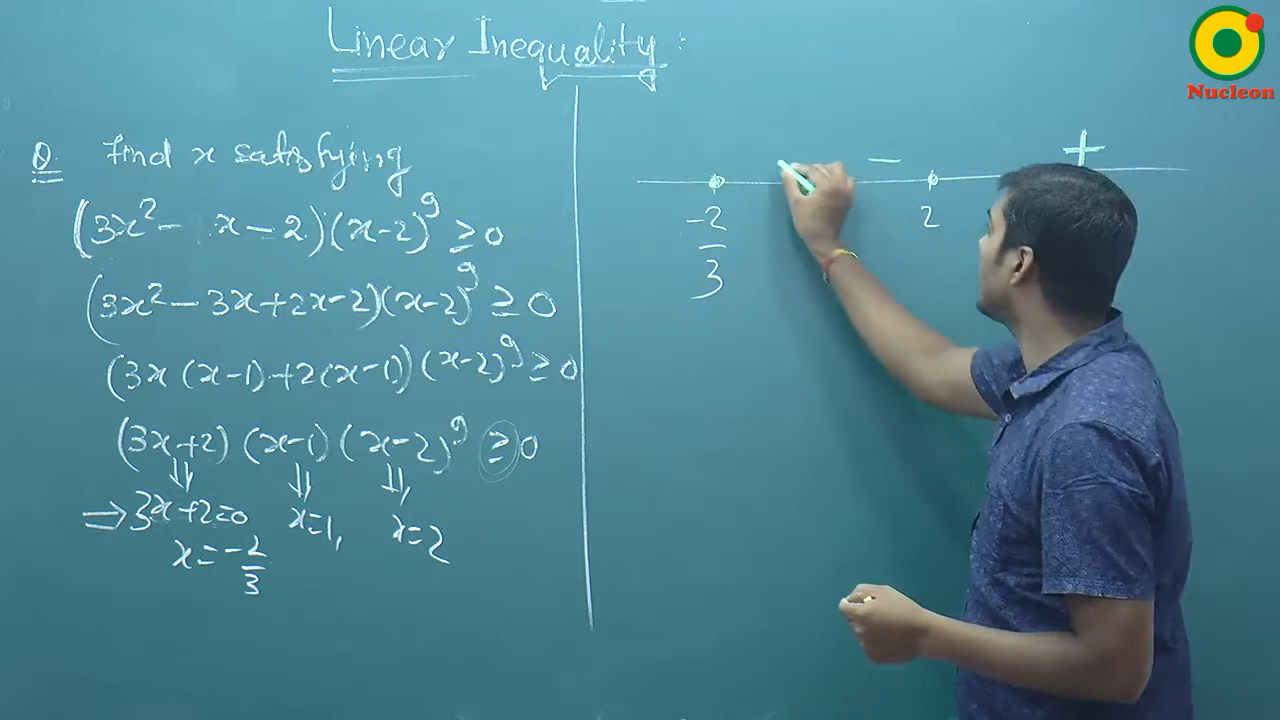 Linear Inequality :
Q. Find x satisfying
(3x² - x - 2)(x-2)⁹ ≥ 0
(3x² - 3x + 2x - 2)(x-2)⁹ ≥ 0
(3x (x-1) + 2(x-1)) (x-2)⁹ ≥ 0
(3x+2) (x-1) (x-2)⁹ ≥ 0
⇓ ⇓ ⇓
⇒ 3x+2=0 x=1, x=2
x = -2/3
− +
-2/3 2
Nucleon